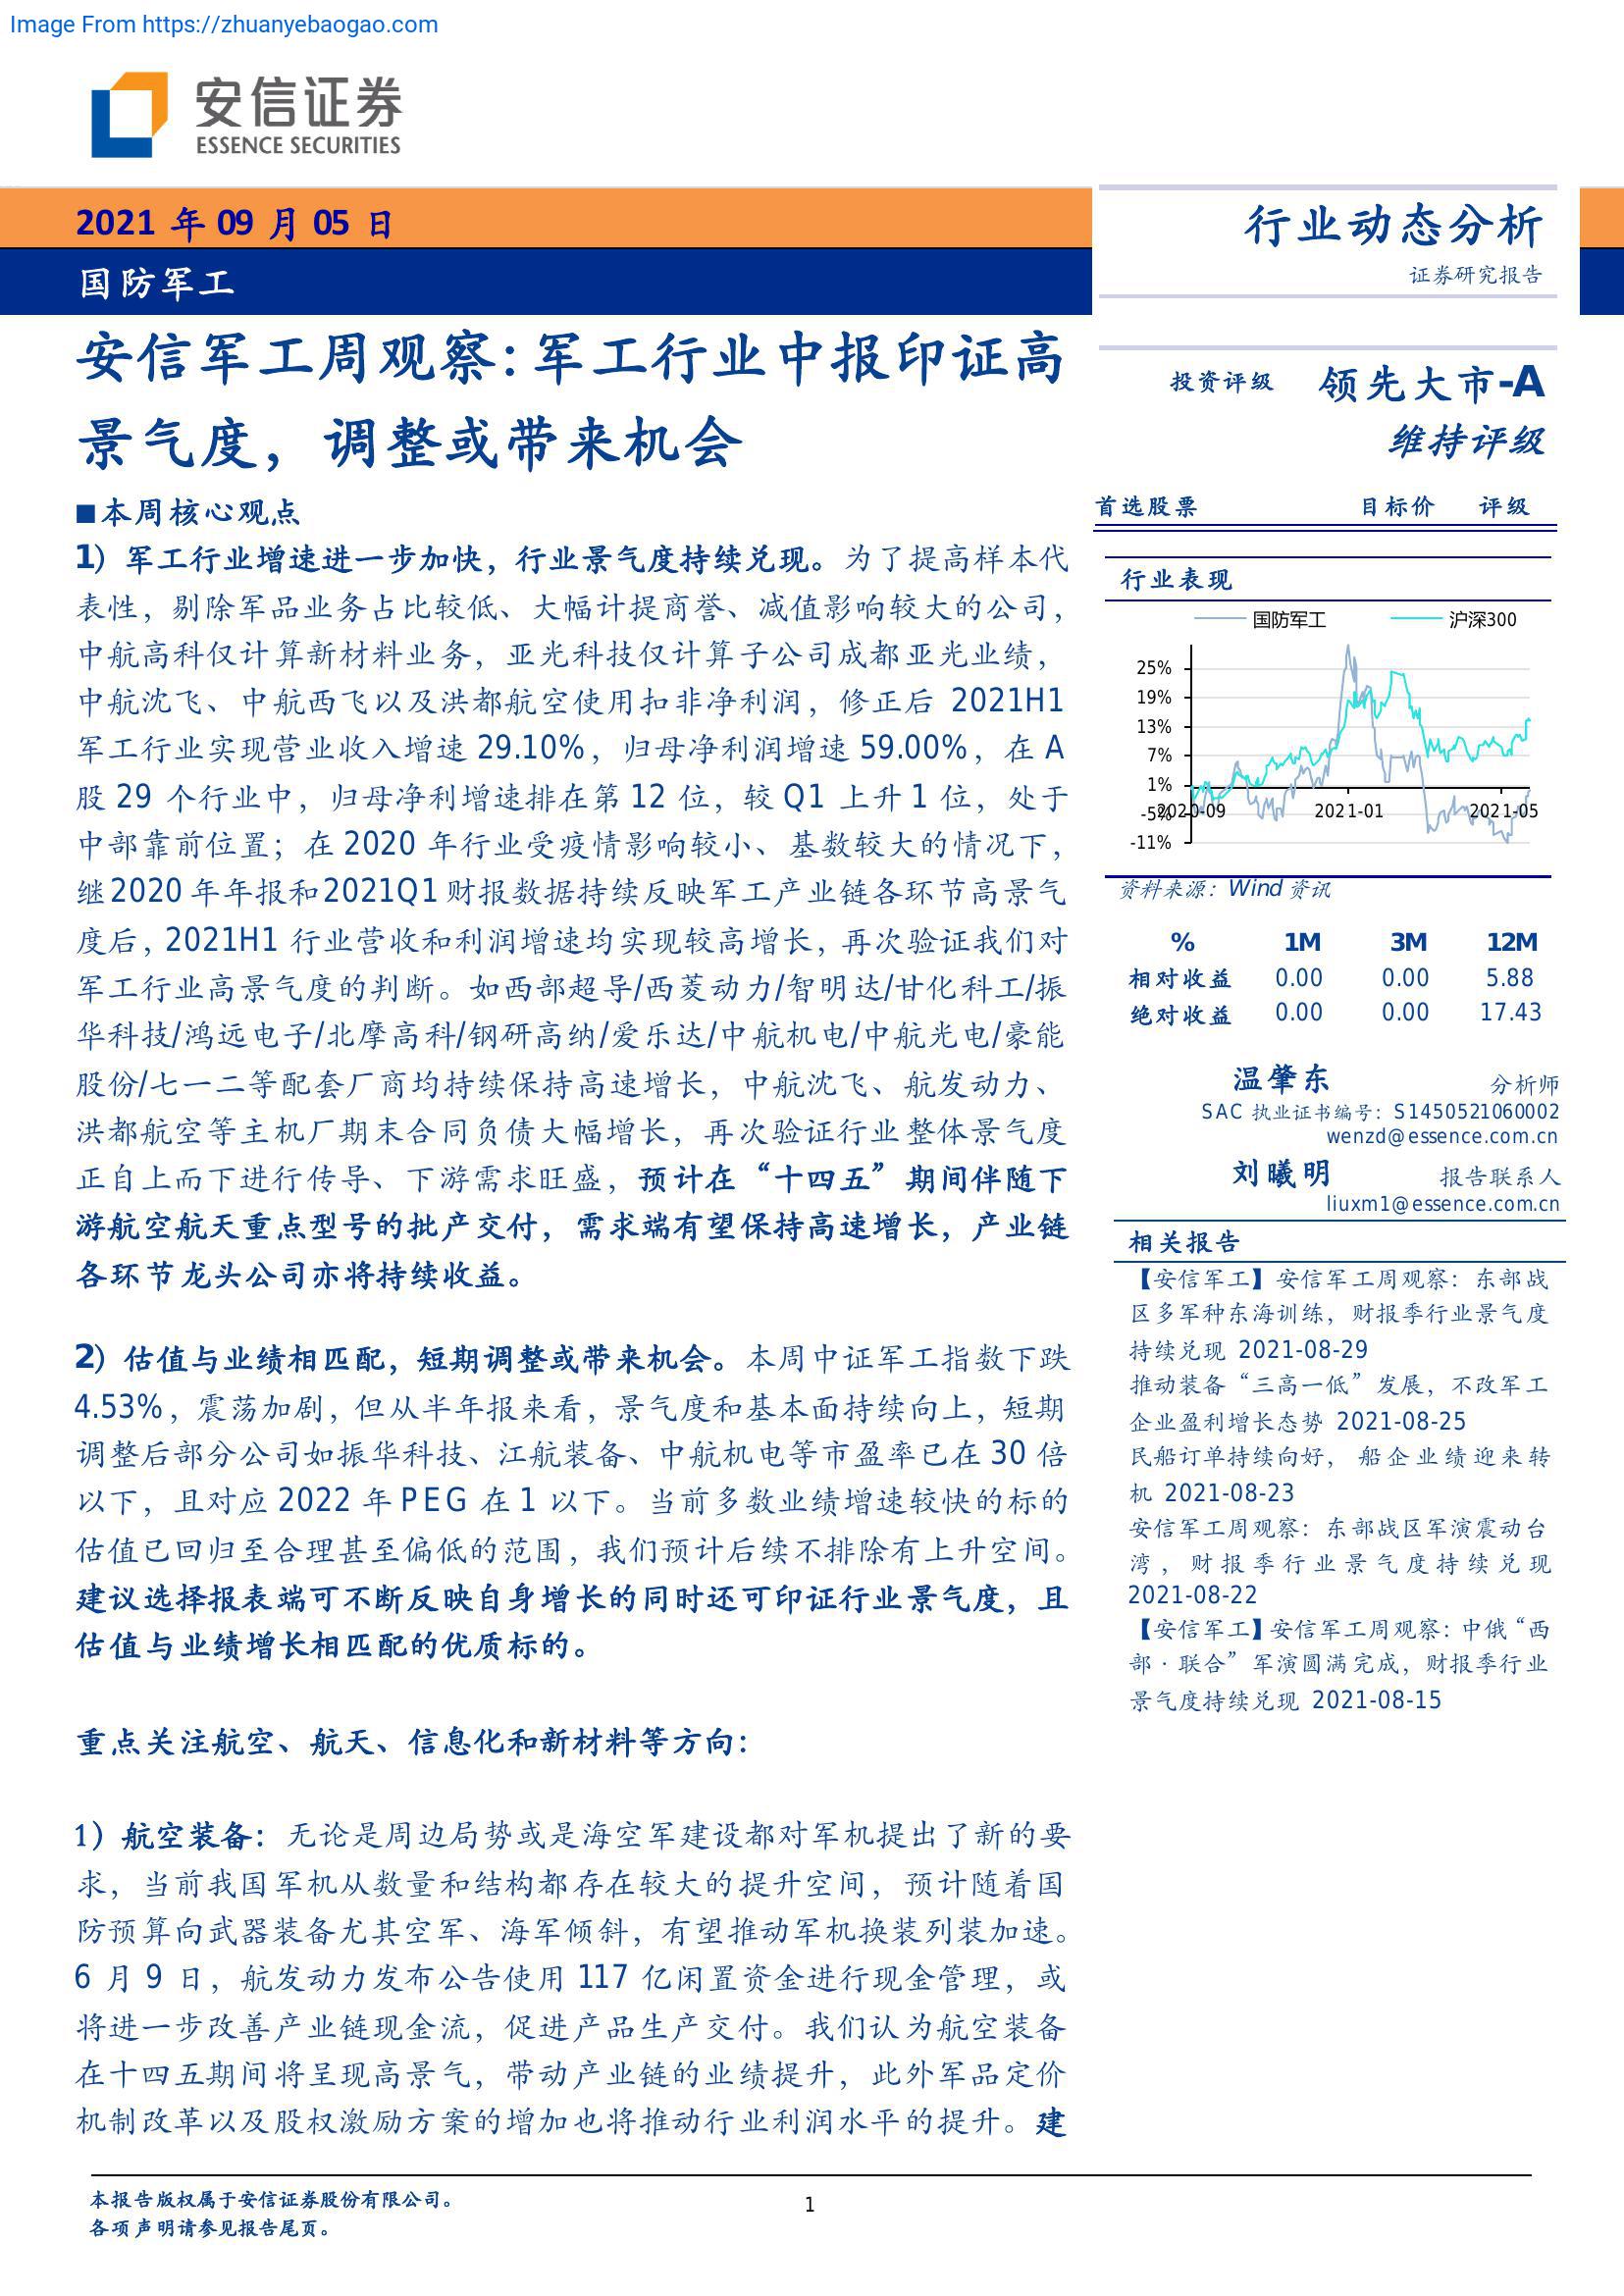 Image From https://zhuanyebaogao.com
安信证券
ESSENCE SECURITIES
2021 年 09 月 05 日
国防军工
行业动态分析
证券研究报告
安信军工周观察：军工行业中报印证高
景气度，调整或带来机会
■本周核心观点
1）军工行业增速进一步加快，行业景气度持续兑现。为了提高样本代
表性，剔除军品业务占比较低、大幅计提商誉、减值影响较大的公司，
中航高科仅计算新材料业务，亚光科技仅计算子公司成都亚光业绩，
中航沈飞、中航西飞以及洪都航空使用扣非净利润，修正后 2021H1
军工行业实现营业收入增速 29.10%，归母净利润增速 59.00%，在 A
股 29 个行业中，归母净利增速排在第 12 位，较 Q1 上升 1 位，处于
中部靠前位置；在 2020 年行业受疫情影响较小、基数较大的情况下，
继 2020 年年报和 2021Q1 财报数据持续反映军工产业链各环节高景气
度后，2021H1 行业营收和利润增速均实现较高增长，再次验证我们对
军工行业高景气度的判断。如西部超导/西菱动力/智明达/甘化科工/振
华科技/鸿远电子/北摩高科/钢研高纳/爱乐达/中航机电/中航光电/豪能
股份/七一二等配套厂商均持续保持高速增长，中航沈飞、航发动力、
洪都航空等主机厂期末合同负债大幅增长，再次验证行业整体景气度
正自上而下进行传导、下游需求旺盛，预计在“十四五”期间伴随下
游航空航天重点型号的批产交付，需求端有望保持高速增长，产业链
各环节龙头公司亦将持续收益。
2）估值与业绩相匹配，短期调整或带来机会。本周中证军工指数下跌
4.53%，震荡加剧，但从半年报来看，景气度和基本面持续向上，短期
调整后部分公司如振华科技、江航装备、中航机电等市盈率已在 30 倍
以下，且对应 2022 年 PEG 在 1 以下。当前多数业绩增速较快的标的
估值已回归至合理甚至偏低的范围，我们预计后续不排除有上升空间。
建议选择报表端可不断反映自身增长的同时还可印证行业景气度，且
估值与业绩增长相匹配的优质标的。
重点关注航空、航天、信息化和新材料等方向：
1）航空装备：无论是周边局势或是海空军建设都对军机提出了新的要
求，当前我国军机从数量和结构都存在较大的提升空间，预计随着国
防预算向武器装备尤其空军、海军倾斜，有望推动军机换装列装加速。
6 月 9 日，航发动力发布公告使用 117 亿闲置资金进行现金管理，或
将进一步改善产业链现金流，促进产品生产交付。我们认为航空装备
在十四五期间将呈现高景气，带动产业链的业绩提升，此外军品定价
机制改革以及股权激励方案的增加也将推动行业利润水平的提升。建
投资评级 领先大市-A
维持评级
首选股票 目标价 评级
行业表现
国防军工 沪深300
25%
19%
13%
7%
1%
-5%
-11%
2020-09 2021-01 2021-05
资料来源：Wind 资讯
% 1M 3M 12M
相对收益 0.00 0.00 5.88
绝对收益 0.00 0.00 17.43
温肇东 分析师
SAC 执业证书编号：S1450521060002
wenzd@essence.com.cn
刘曦明 报告联系人
liuxm1@essence.com.cn
相关报告
【安信军工】安信军工周观察：东部战
区多军种东海训练，财报季行业景气度
持续兑现 2021-08-29
推动装备“三高一低”发展，不改军工
企业盈利增长态势 2021-08-25
民船订单持续向好，船企业绩迎来转
机 2021-08-23
安信军工周观察：东部战区军演震动台
湾，财报季行业景气度持续兑现
2021-08-22
【安信军工】安信军工周观察：中俄“西
部·联合”军演圆满完成，财报季行业
景气度持续兑现 2021-08-15
本报告版权属于安信证券股份有限公司。
各项声明请参见报告尾页。
1